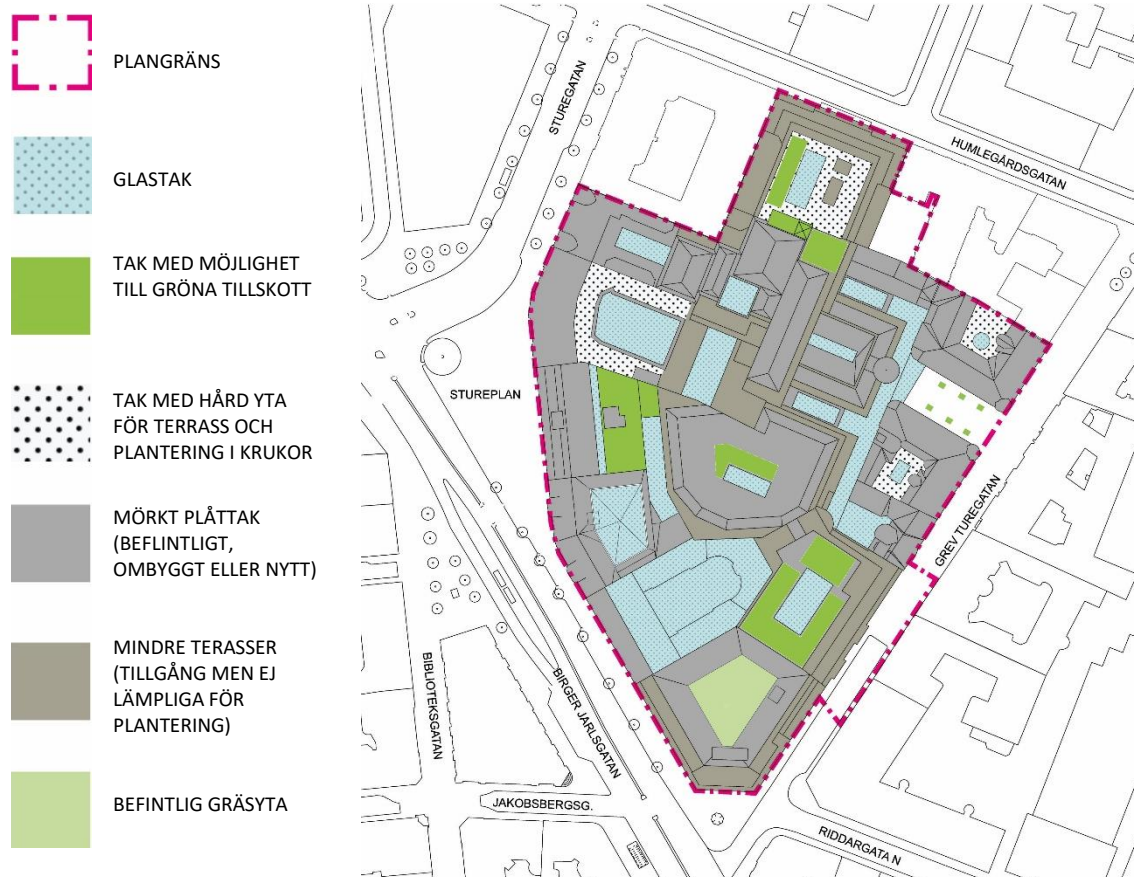 PLANGRÄNS
GLASTAK
TAK MED MÖJLIGHET
TILL GRÖNA TILLSKOTT
TAK MED HÅRD YTA
FÖR TERRASS OCH
PLANTERING I KRUKOR
MÖRKT PLÅTTAK
(BEFLINTLIGT,
OMBYGGT ELLER NYTT)
MINDRE TERASSER
(TILLGÅNG MEN EJ
LÄMPLIGA FÖR
PLANTERING)
BEFINTLIG GRÄSYTA
STUREGATAN
HUMLEGÅRDSGATAN
STUREPLAN
GREV TUREGATAN
BIBLIOTEKSGATAN
BIRGER JARLSGATAN
JAKOBSBERGSG.
RIDDARGATA N